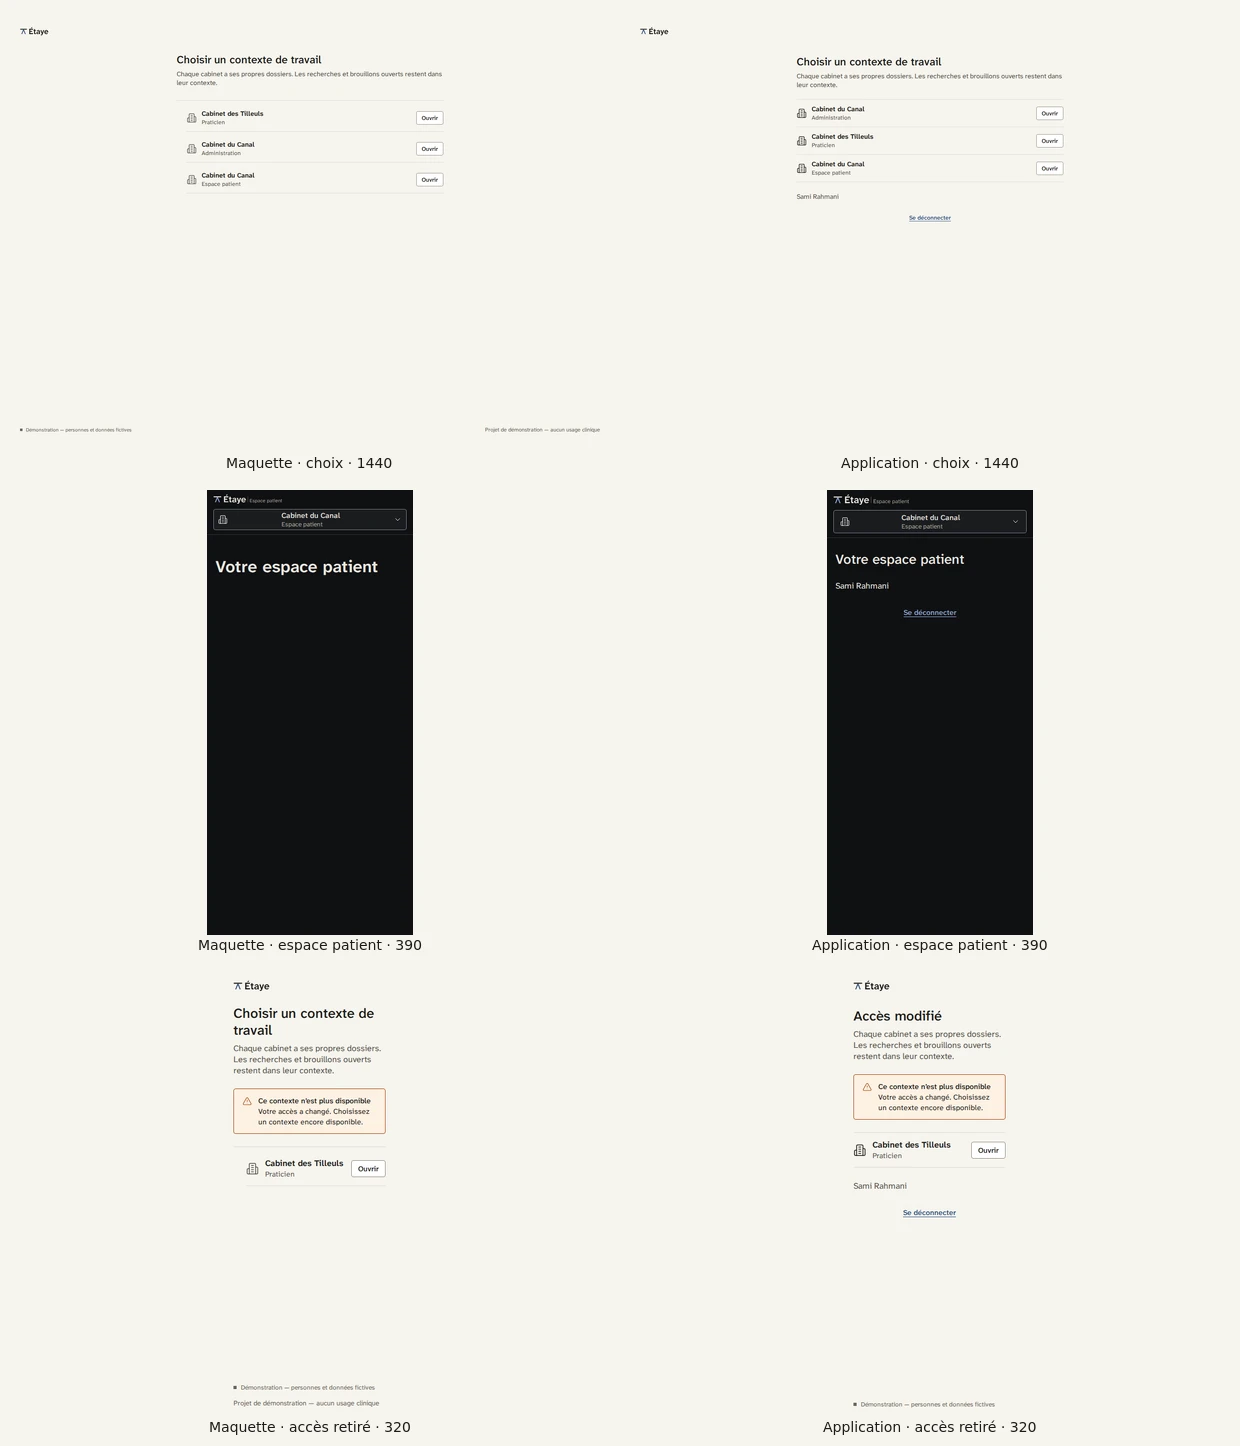 Étaye
Choisir un contexte de travail
Chaque cabinet a ses propres dossiers. Les recherches et brouillons ouverts restent dans
leur contexte.
Cabinet des Tilleuls
Praticien
Ouvrir
Cabinet du Canal
Administration
Ouvrir
Cabinet du Canal
Espace patient
Ouvrir
Démonstration — personnes et données fictives
Projet de démonstration — aucun usage clinique
Maquette · choix · 1440
Étaye
Choisir un contexte de travail
Chaque cabinet a ses propres dossiers. Les recherches et brouillons ouverts restent dans
leur contexte.
Cabinet du Canal
Administration
Ouvrir
Cabinet des Tilleuls
Praticien
Ouvrir
Cabinet du Canal
Espace patient
Ouvrir
Sami Rahmani
Se déconnecter
Application · choix · 1440
Étaye Espace patient
Cabinet du Canal
Espace patient
Votre espace patient
Maquette · espace patient · 390
Étaye Espace patient
Cabinet du Canal
Espace patient
Votre espace patient
Sami Rahmani
Se déconnecter
Application · espace patient · 390
Étaye
Choisir un contexte de
travail
Chaque cabinet a ses propres dossiers.
Les recherches et brouillons ouverts
restent dans leur contexte.
Ce contexte n'est plus disponible
Votre accès a changé. Choisissez
un contexte encore disponible.
Cabinet des Tilleuls
Praticien
Ouvrir
Démonstration — personnes et données fictives
Projet de démonstration — aucun usage clinique
Maquette · accès retiré · 320
Étaye
Accès modifié
Chaque cabinet a ses propres dossiers.
Les recherches et brouillons ouverts
restent dans leur contexte.
Ce contexte n'est plus disponible
Votre accès a changé. Choisissez
un contexte encore disponible.
Cabinet des Tilleuls
Praticien
Ouvrir
Sami Rahmani
Se déconnecter
Démonstration — personnes et données fictives
Application · accès retiré · 320